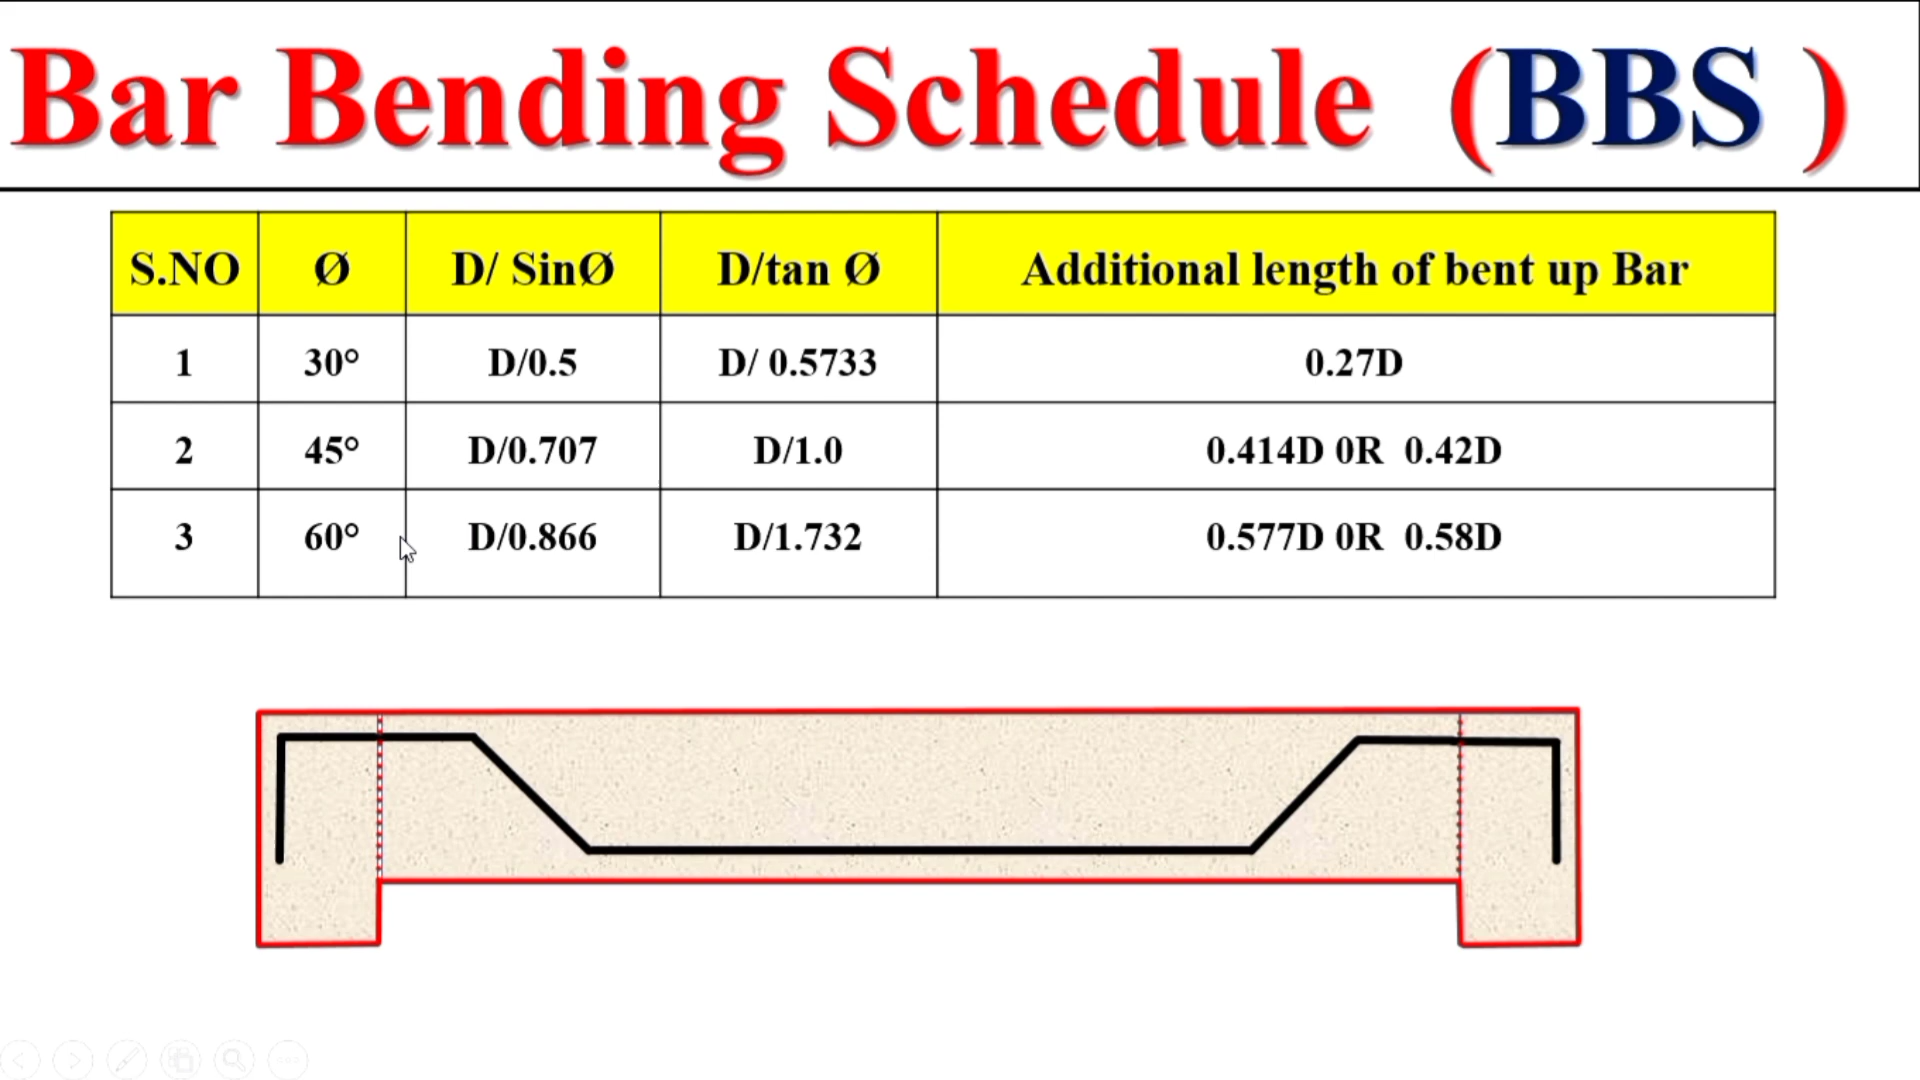 Bar Bending Schedule (BBS )
S.NO Ø D/ SinØ D/tan Ø Additional length of bent up Bar
1 30° D/0.5 D/ 0.5733 0.27D
2 45° D/0.707 D/1.0 0.414D 0R 0.42D
3 60° D/0.866 D/1.732 0.577D 0R 0.58D